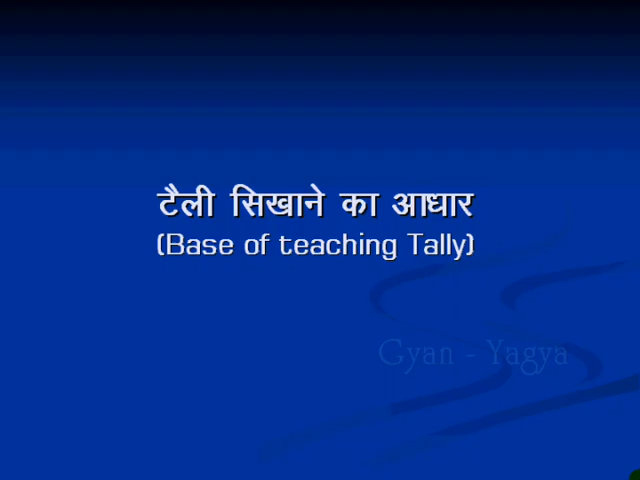 टैली सिखाने का आधार
(Base of teaching Tally)
Gyan - Yagya